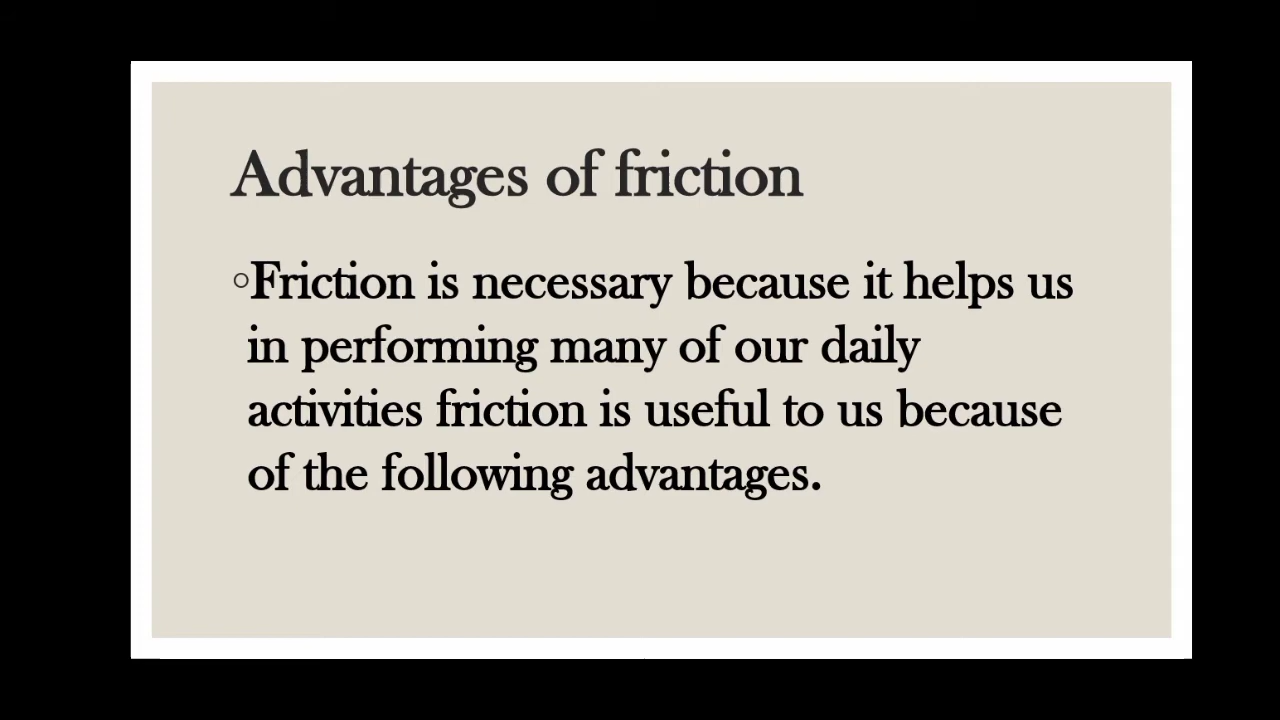 Advantages of friction
◦Friction is necessary because it helps us
in performing many of our daily
activities friction is useful to us because
of the following advantages.